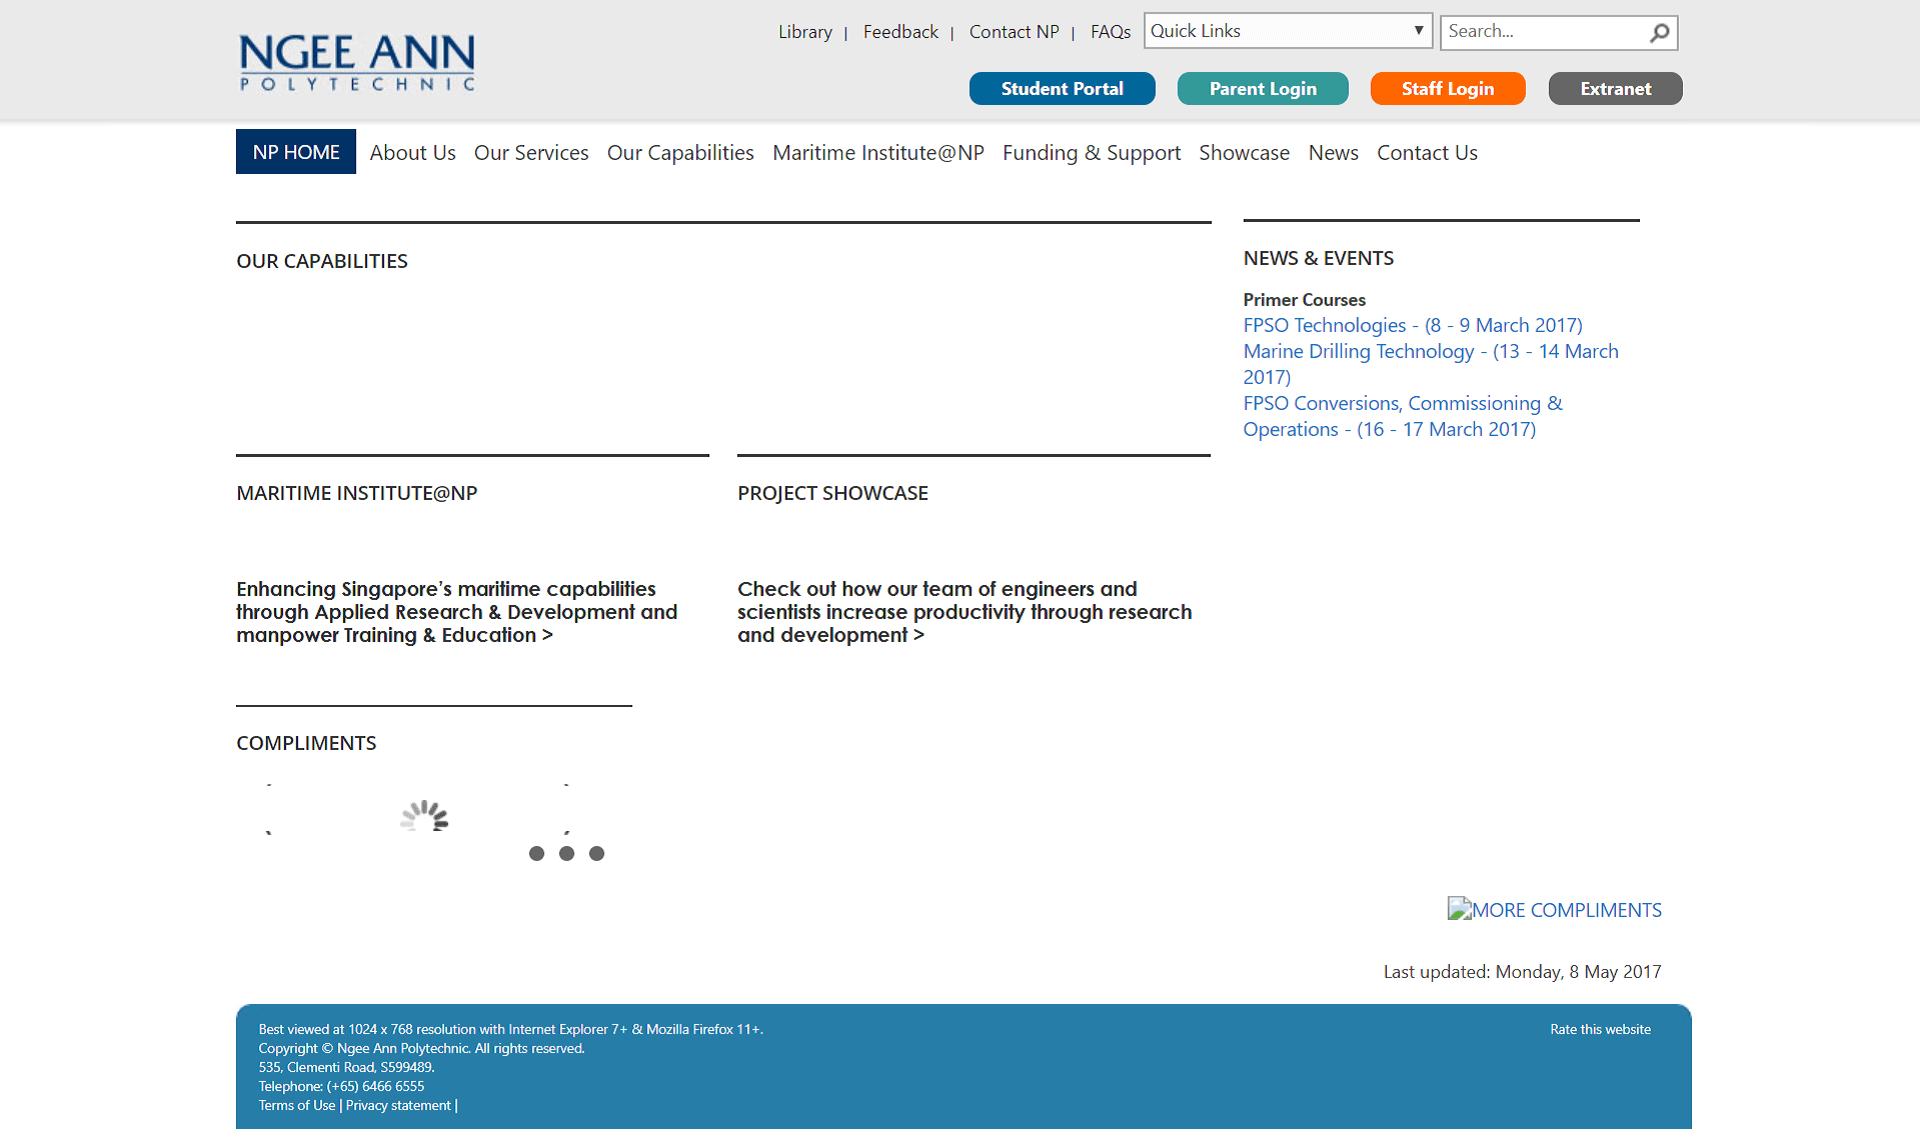 NGEE ANN
POLYTECHNIC
Library | Feedback | Contact NP | FAQs
Quick Links
Search...
Student Portal
Parent Login
Staff Login
Extranet
NP HOME
About Us
Our Services
Our Capabilities
Maritime Institute@NP
Funding & Support
Showcase
News
Contact Us
OUR CAPABILITIES
NEWS & EVENTS
Primer Courses
FPSO Technologies - (8 - 9 March 2017)
Marine Drilling Technology - (13 - 14 March
2017)
FPSO Conversions, Commissioning &
Operations - (16 - 17 March 2017)
MARITIME INSTITUTE@NP
Enhancing Singapore’s maritime capabilities
through Applied Research & Development and
manpower Training & Education >
PROJECT SHOWCASE
Check out how our team of engineers and
scientists increase productivity through research
and development >
COMPLIMENTS
MORE COMPLIMENTS
Last updated: Monday, 8 May 2017
Best viewed at 1024 x 768 resolution with Internet Explorer 7+ & Mozilla Firefox 11+.
Copyright © Ngee Ann Polytechnic. All rights reserved.
535, Clementi Road, S599489.
Telephone: (+65) 6466 6555
Terms of Use | Privacy statement |
Rate this website